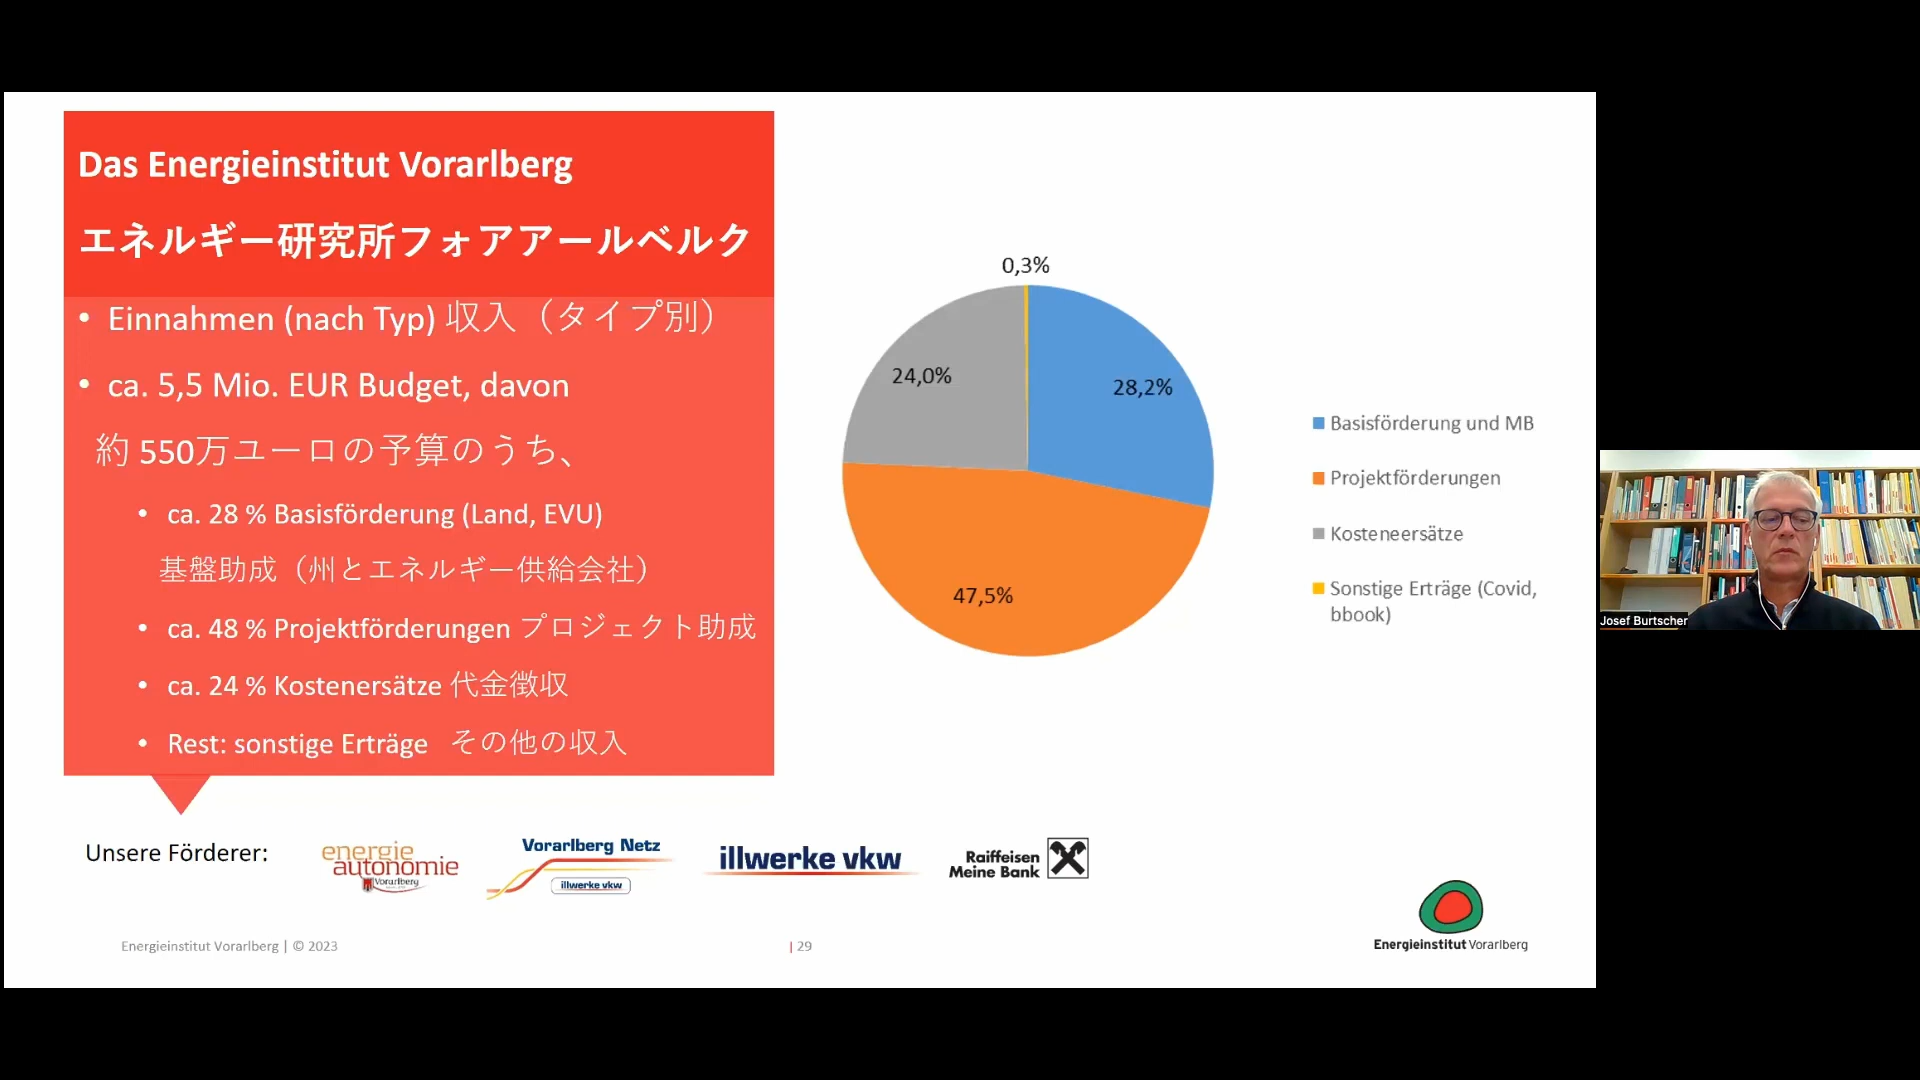 Das Energieinstitut Vorarlberg
エネルギー研究所フォアアールベルク
• Einnahmen (nach Typ) 収入（タイプ別）
• ca. 5,5 Mio. EUR Budget, davon
約 550万ユーロの予算のうち、
• ca. 28 % Basisförderung (Land, EVU)
基盤助成（州とエネルギー供給会社）
• ca. 48 % Projektförderungen プロジェクト助成
• ca. 24 % Kostenersätze 代金徴収
• Rest: sonstige Erträge その他の収入
0,3%
24,0%
28,2%
47,5%
Basisförderung und MB
Projektförderungen
Kosteneersätze
Sonstige Erträge (Covid,
bbook)
Josef Burtscher
Unsere Förderer:
energie
autonomie
Vorarlberg
Vorarlberg Netz
illwerke vkw
illwerke vkw
Raiffeisen
Meine Bank
Energieinstitut Vorarlberg
Energieinstitut Vorarlberg | © 2023
| 29